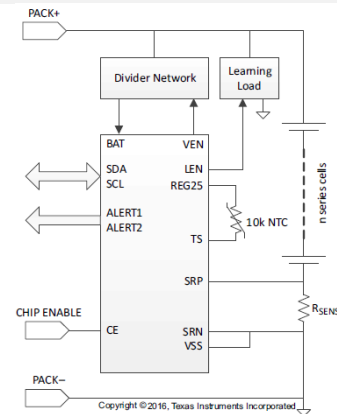 PACK+
Divider Network
Learning
Load
BAT
VEN
SDA
LEN
SCL
REG25
ALERT1
10k NTC
ALERT2
TS
n series cells
SRP
RSENS
CHIP ENABLE
CE
SRN
VSS
PACK–
Copyright © 2016, Texas Instruments Incorporated